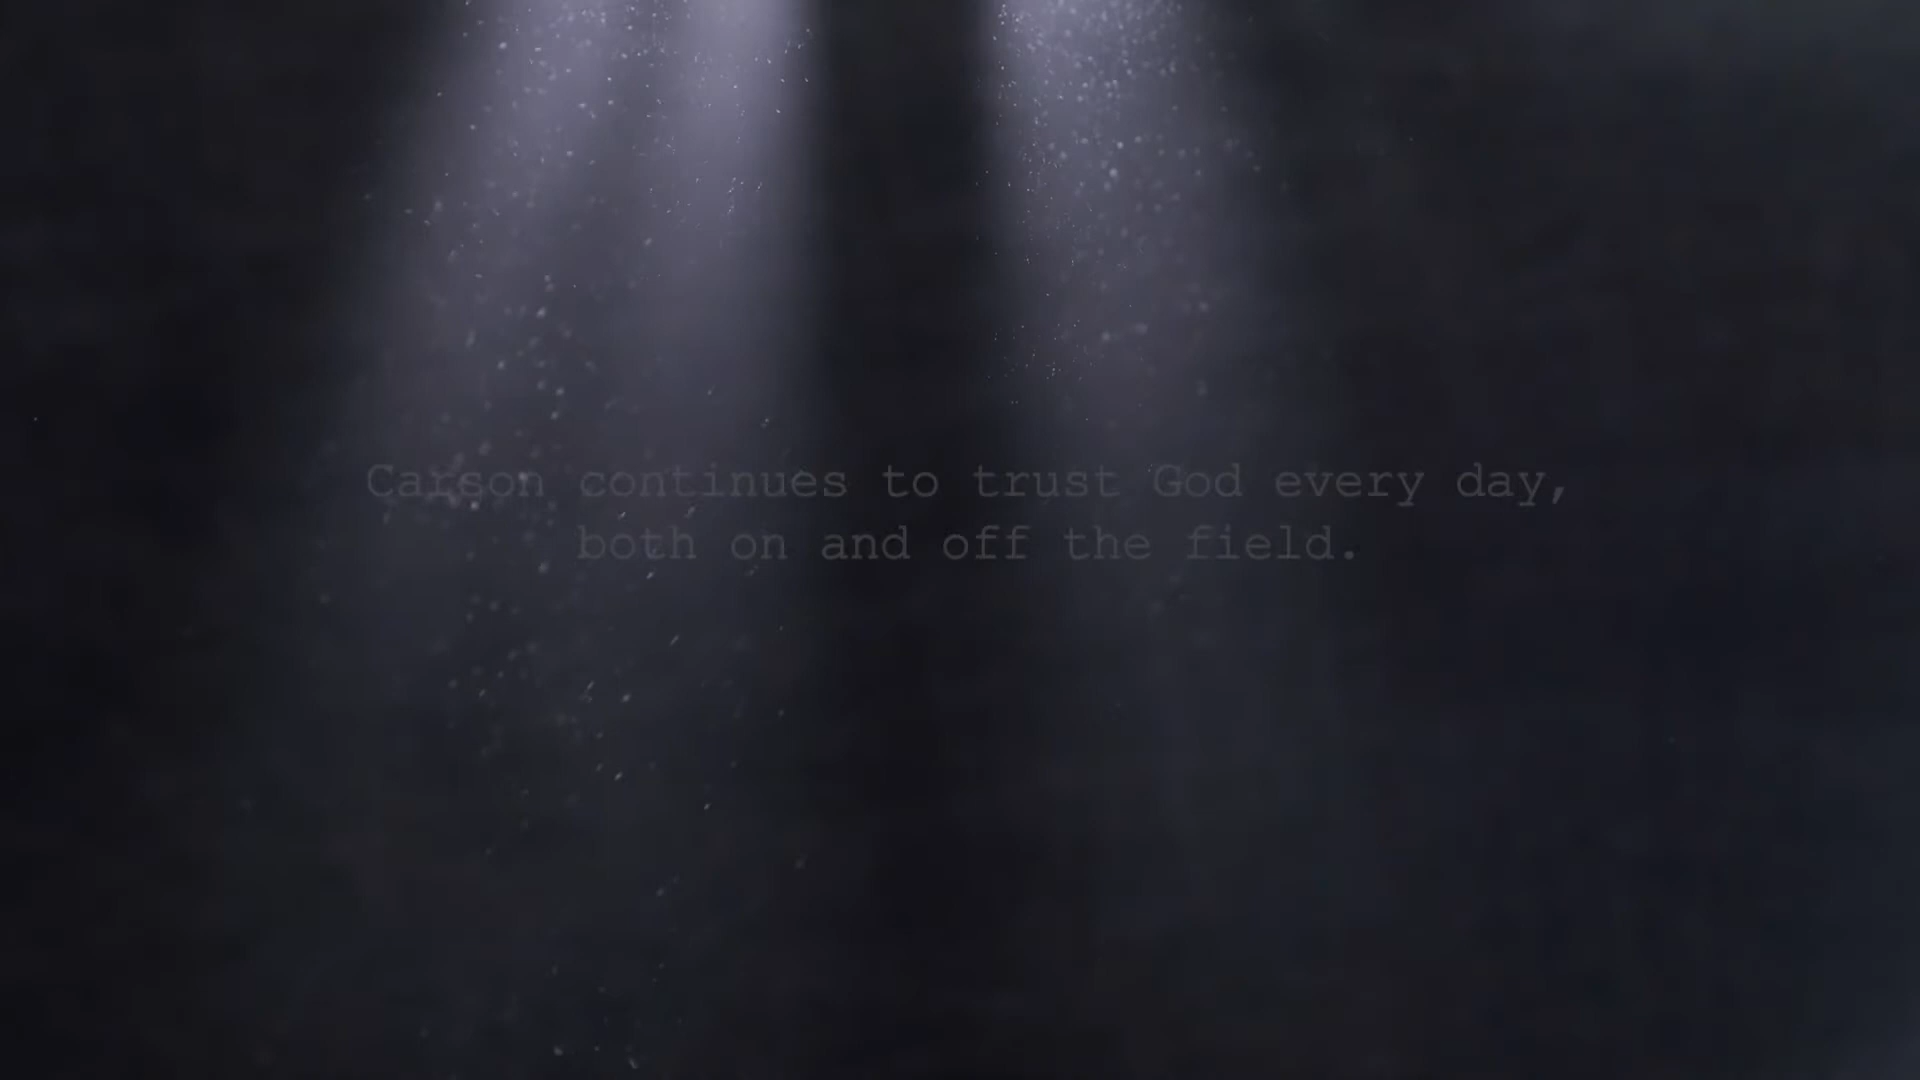 Carson continues to trust God every day,
both on and off the field.